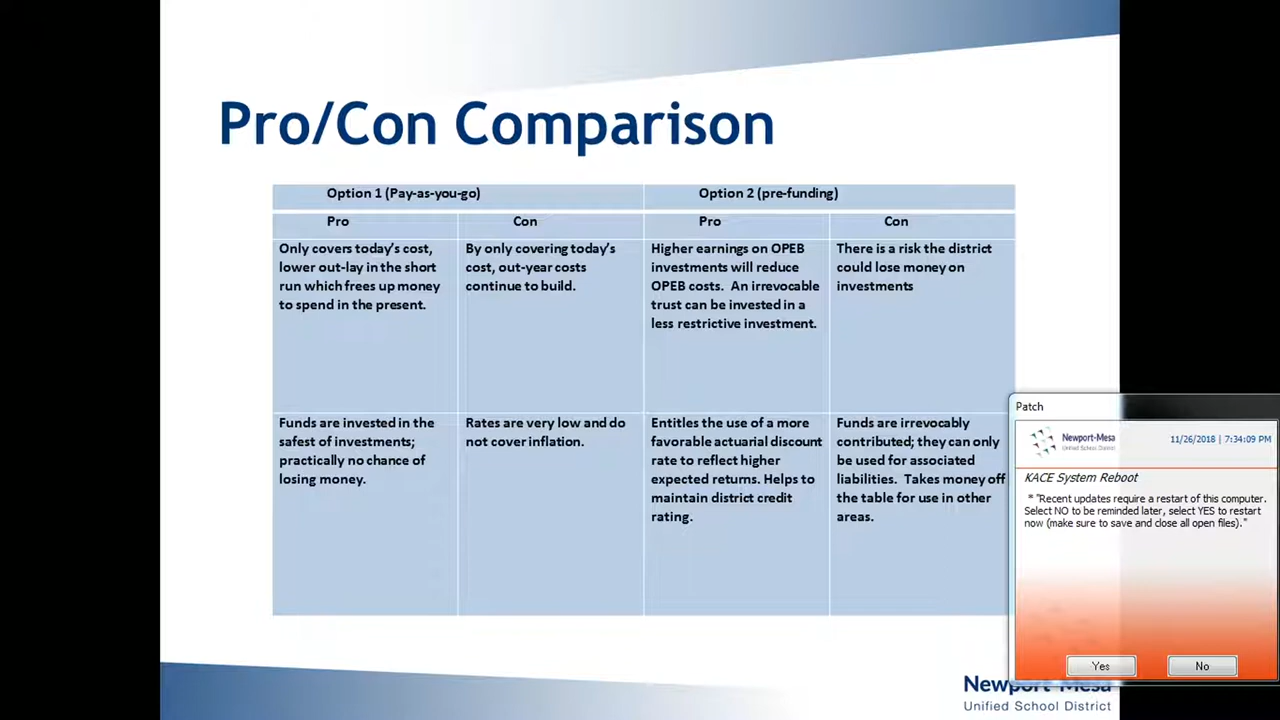 Pro/Con Comparison
Option 1 (Pay-as-you-go)
Option 2 (pre-funding)
Pro
Con
Pro
Con
Only covers today's cost,
lower out-lay in the short
run which frees up money
to spend in the present.
By only covering today's
cost, out-year costs
continue to build.
Higher earnings on OPEB
investments will reduce
OPEB costs.  An irrevocable
trust can be invested in a
less restrictive investment.
There is a risk the district
could lose money on
investments
Funds are invested in the
safest of investments;
practically no chance of
losing money.
Rates are very low and do
not cover inflation.
Entitles the use of a more
favorable actuarial discount
rate to reflect higher
expected returns. Helps to
maintain district credit
rating.
Funds are irrevocably
contributed; they can only
be used for associated
liabilities.  Takes money off
the table for use in other
areas.
Patch
Newport-Mesa
Unified School District
11/26/2018 | 7:34:09 PM
KACE System Reboot
* "Recent updates require a restart of this computer.
Select NO to be reminded later, select YES to restart
now (make sure to save and close all open files)."
Yes
No
Newport-Mesa
Unified School District